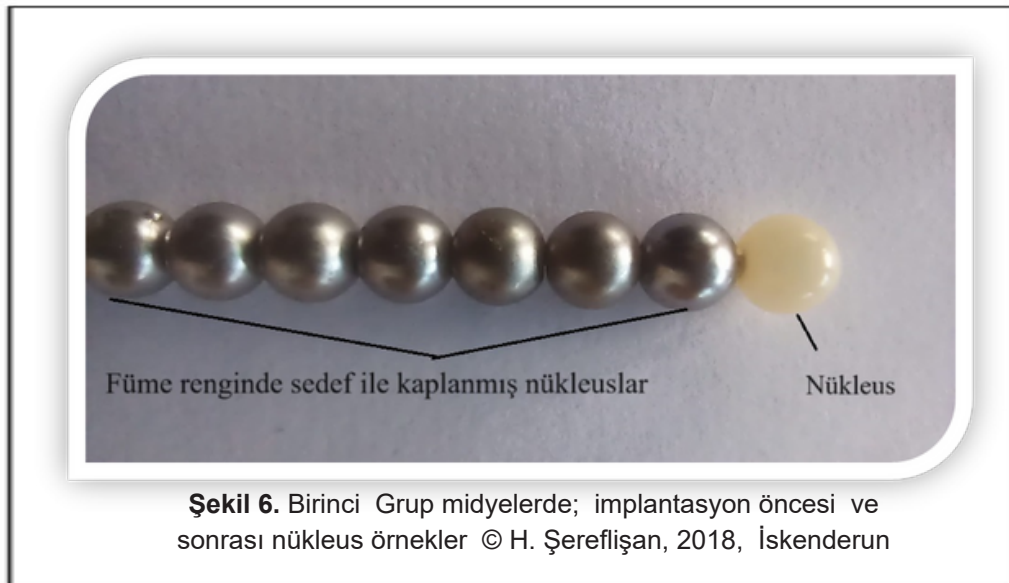 Füme renginde sedef ile kaplanmış nükleuslar
Nükleus
Şekil 6. Birinci Grup midyelerde; implantasyon öncesi ve
sonrası nükleus örnekler © H. Şereflişan, 2018, İskenderun